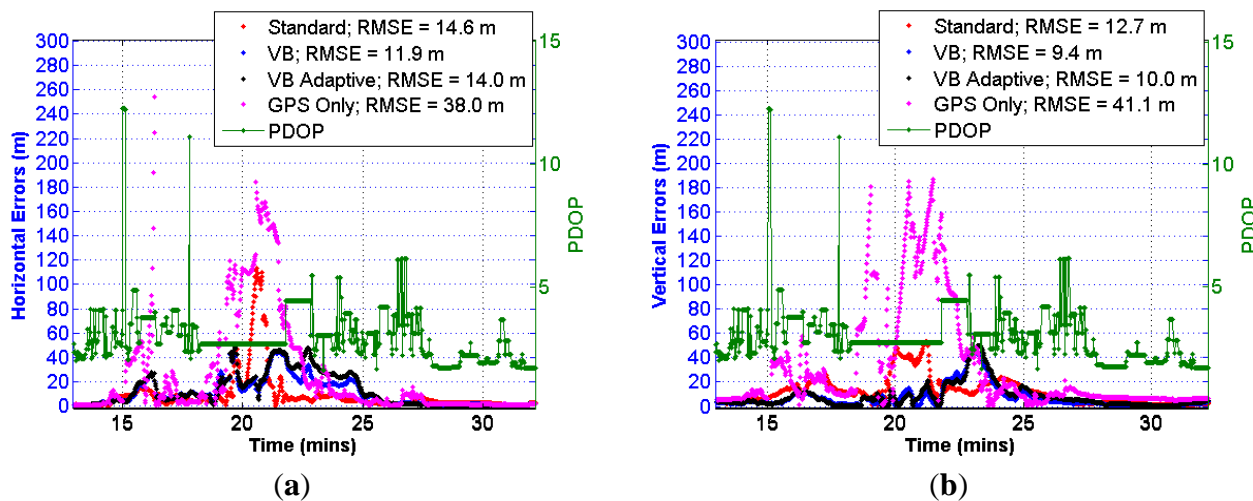 Standard; RMSE = 14.6 m
VB; RMSE = 11.9 m
VB Adaptive; RMSE = 14.0 m
GPS Only; RMSE = 38.0 m
PDOP
300
280
260
240
220
200
180
160
140
120
100
80
60
40
20
0
Horizontal Errors (m)
15
20
25
30
Time (mins)
15
10
5
PDOP
(a)
Standard; RMSE = 12.7 m
VB; RMSE = 9.4 m
VB Adaptive; RMSE = 10.0 m
GPS Only; RMSE = 41.1 m
PDOP
300
280
260
240
220
200
180
160
140
120
100
80
60
40
20
0
Vertical Errors (m)
15
20
25
30
Time (mins)
15
10
5
PDOP
(b)